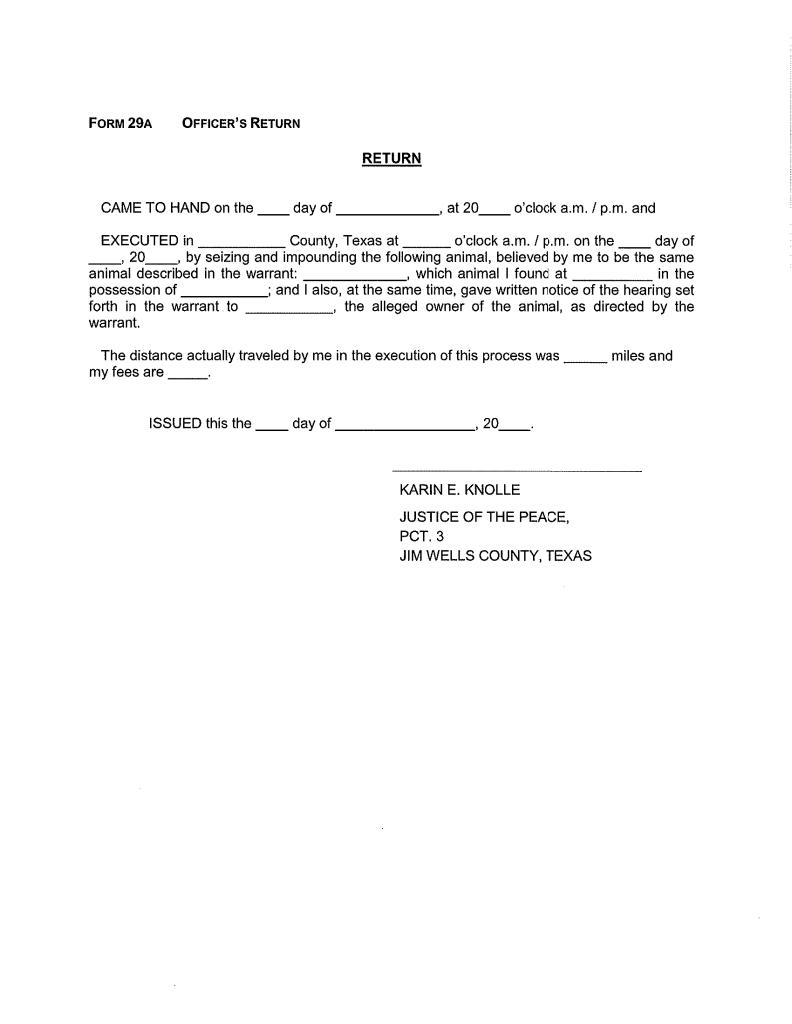 FORM 29A OFFICER'S RETURN
RETURN
CAME TO HAND on the ____ day of _____________, at 20____ o'clock a.m. / p.m. and
EXECUTED in ___________ County, Texas at ______ o'clock a.m. / p.m. on the ____ day of
____, 20____, by seizing and impounding the following animal, believed by me to be the same
animal described in the warrant: _____________, which animal I found at __________ in the
possession of ___________; and I also, at the same time, gave written notice of the hearing set
forth in the warrant to ___________, the alleged owner of the animal, as directed by the
warrant.
The distance actually traveled by me in the execution of this process was _____ miles and
my fees are _____.
ISSUED this the ____ day of __________________, 20____.
KARIN E. KNOLLE
JUSTICE OF THE PEACE,
PCT. 3
JIM WELLS COUNTY, TEXAS